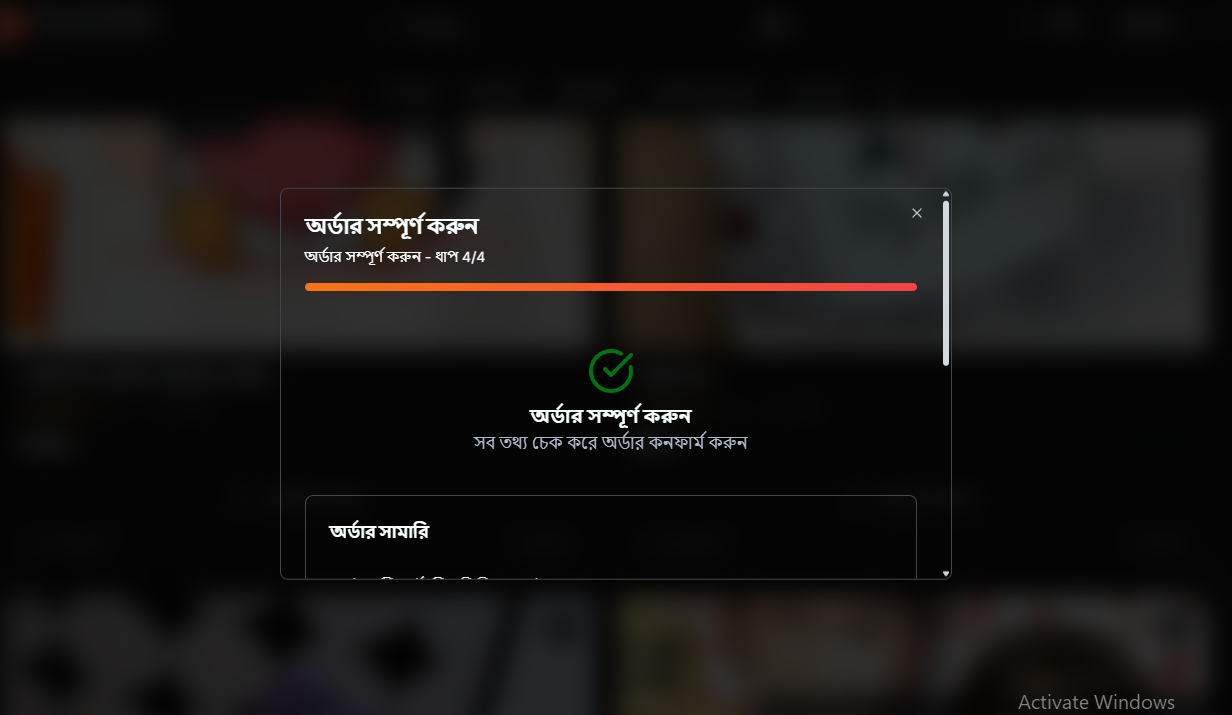 অর্ডার সম্পূর্ণ করুন
অর্ডার সম্পূর্ণ করুন - ধাপ 4/4
অর্ডার সম্পূর্ণ করুন
সব তথ্য চেক করে অর্ডার কনফার্ম করুন
অর্ডার সামারি
Activate Windows